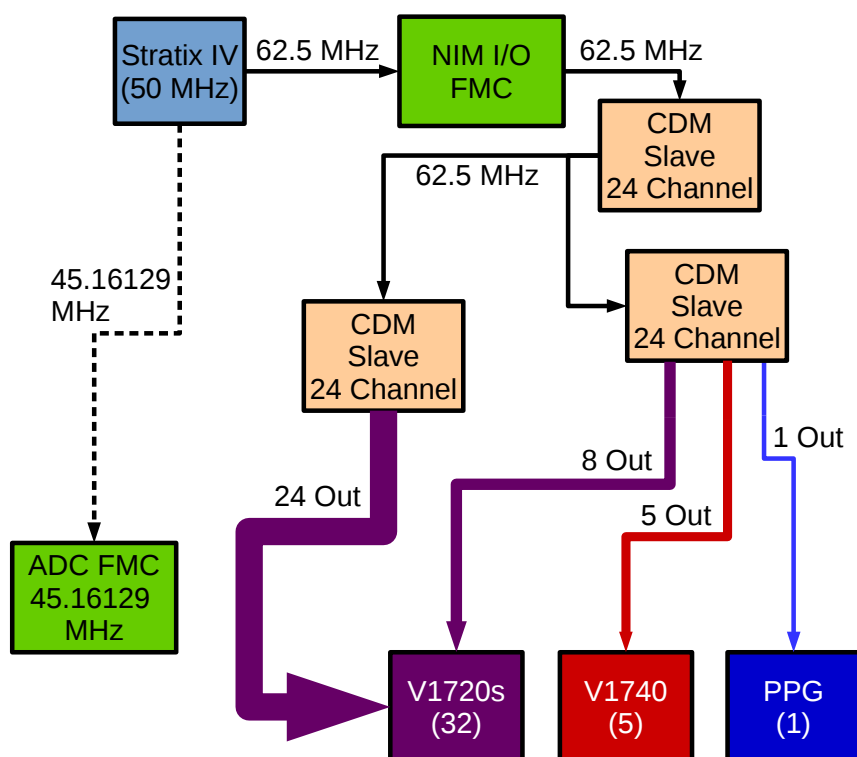 Stratix IV
(50 MHz)
62.5 MHz
NIM I/O
FMC
62.5 MHz
CDM
Slave
24 Channel
62.5 MHz
45.16129
MHz
CDM
Slave
24 Channel
CDM
Slave
24 Channel
24 Out
8 Out
1 Out
5 Out
ADC FMC
45.16129
MHz
V1720s
(32)
V1740
(5)
PPG
(1)